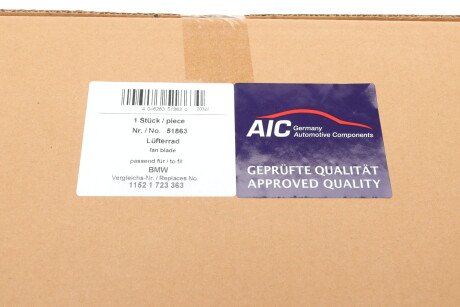 1 Stück / piece
Nr. / No. 51863
Lüfterrad
fan blade
passend für / to fit
BMW
Vergleichs-Nr. / Replaces No.
1152 1 723 363
AIC Germany
Automotive Components
GEPRÜFTE QUALITÄT
APPROVED QUALITY